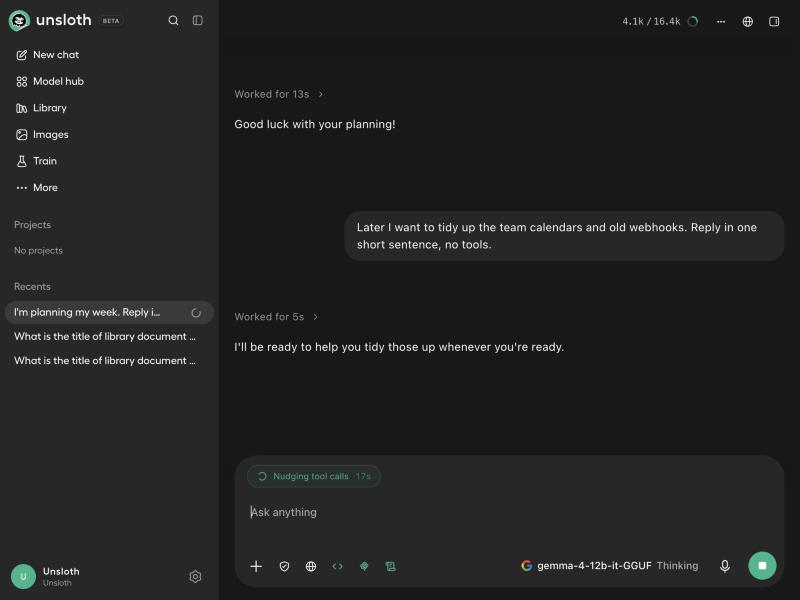 unsloth BETA
New chat
Model hub
Library
Images
Train
More
Projects
No projects
Recents
I'm planning my week. Reply i...
What is the title of library document ...
What is the title of library document ...
U
Unsloth
Unsloth
4.1k / 16.4k
Worked for 13s
Good luck with your planning!
Later I want to tidy up the team calendars and old webhooks. Reply in one
short sentence, no tools.
Worked for 5s
I'll be ready to help you tidy those up whenever you're ready.
Nudging tool calls 17s
Ask anything
gemma-4-12b-it-GGUF Thinking